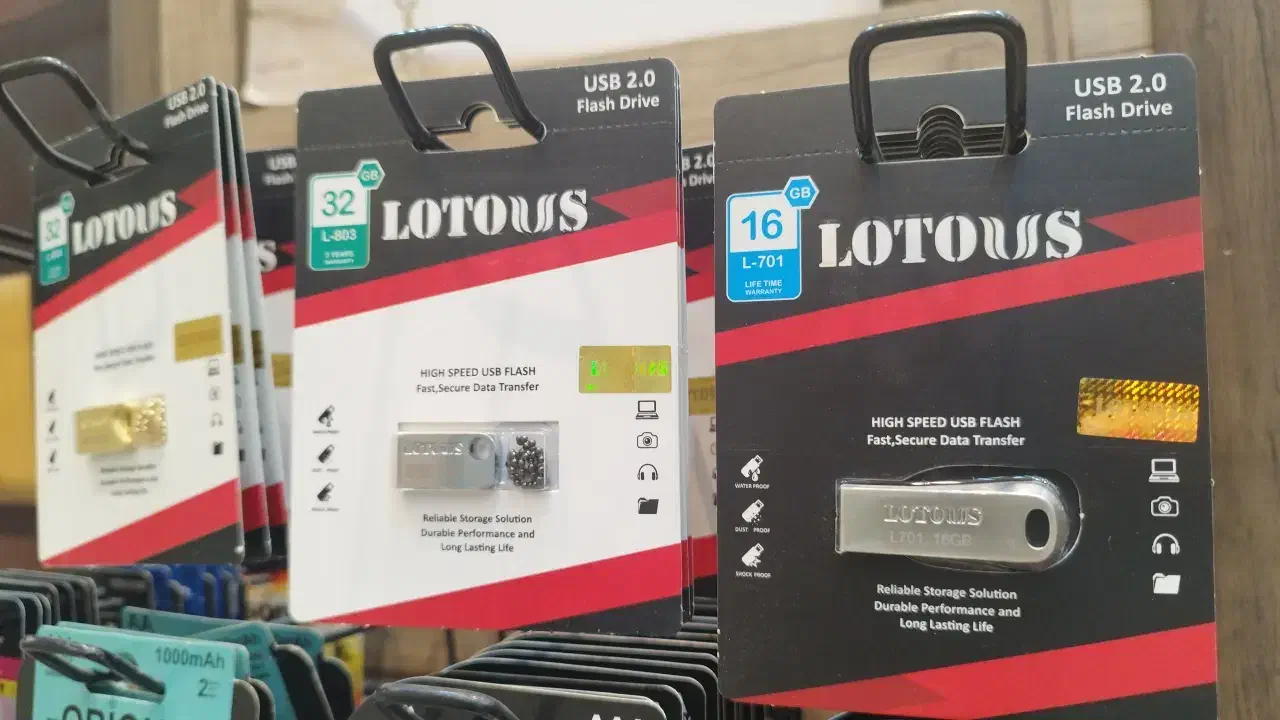 USB 2.0
Flash Drive
32
LOTOUS
USB 2.0
Flash Drive
GB
32
L-803
2 YEARS
WARRANTY
LOTOUS
HIGH SPEED USB FLASH
Fast,Secure Data Transfer
LOTOUS
Reliable Storage Solution
Durable Performance and
Long Lasting Life
USB 2.0
Flash Drive
GB
16
L-701
LIFE TIME
WARRANTY
LOTOUS
HIGH SPEED USB FLASH
Fast,Secure Data Transfer
WATER PROOF
DUST PROOF
SHOCK PROOF
LOTOUS
L701 16GB
Reliable Storage Solution
Durable Performance and
Long Lasting Life
AA
1000mAh